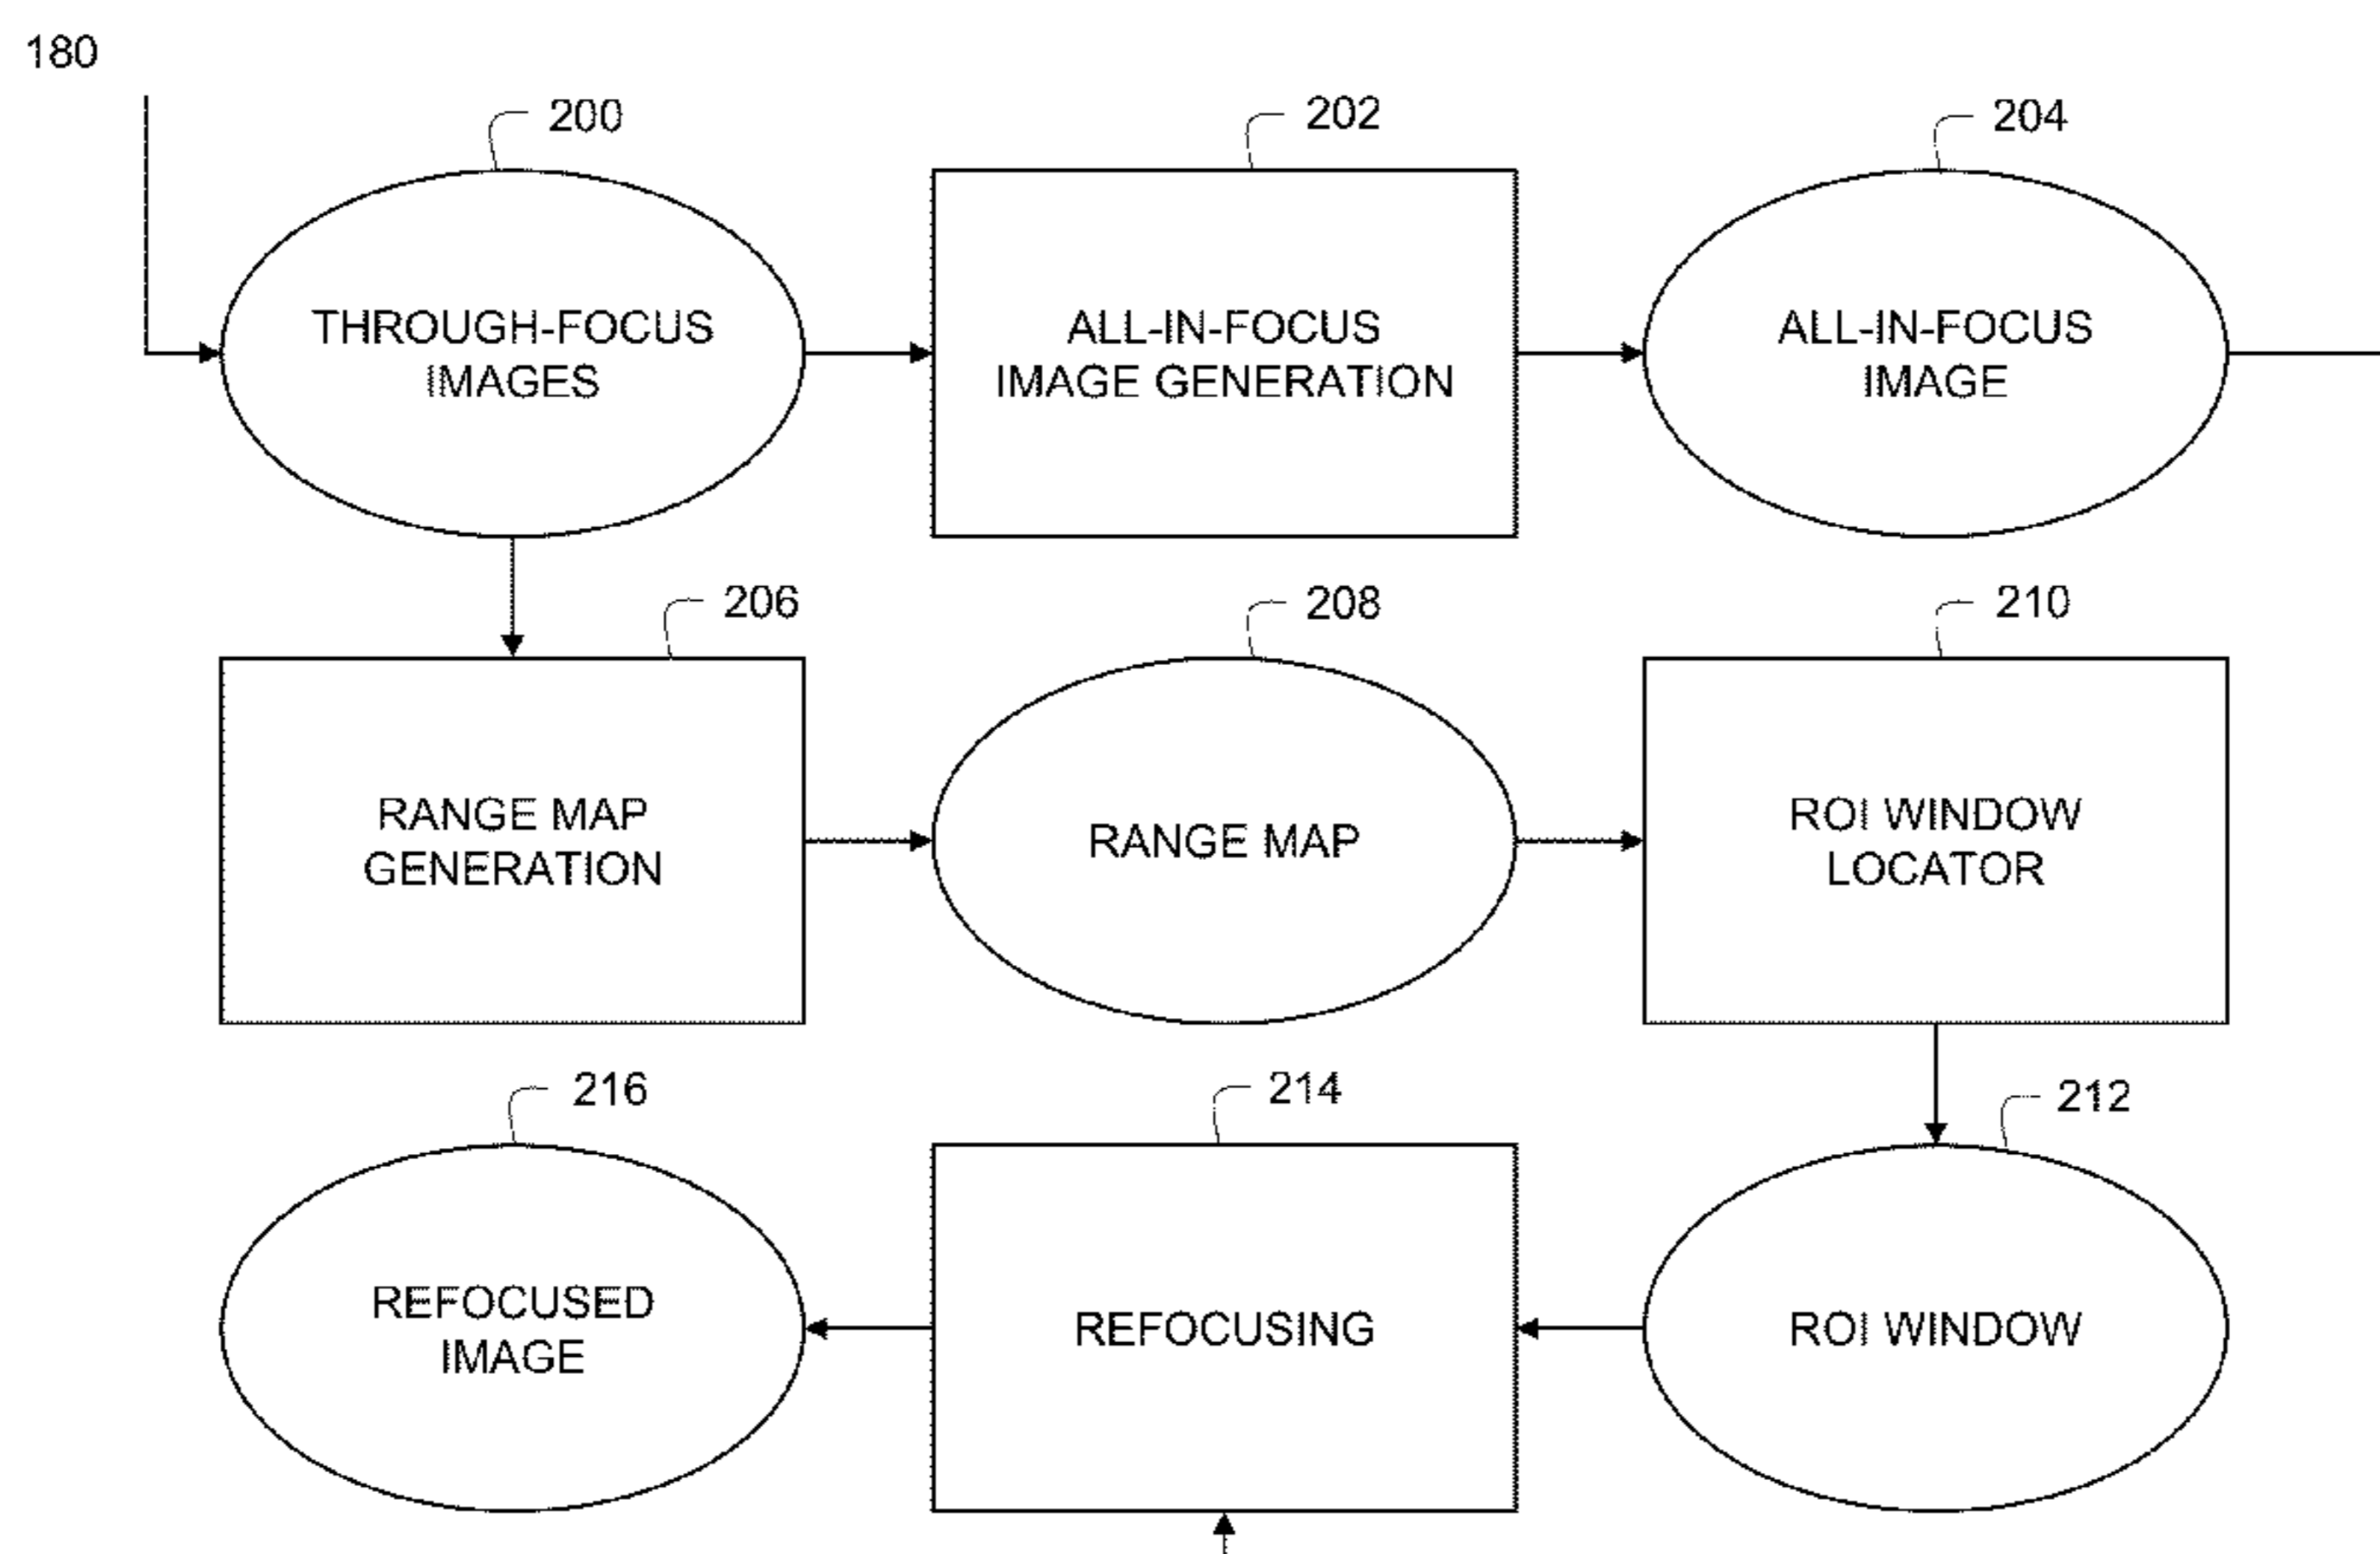 180
200
202
204
THROUGH-FOCUS
IMAGES
ALL-IN-FOCUS
IMAGE GENERATION
ALL-IN-FOCUS
IMAGE
206
208
210
RANGE MAP
GENERATION
RANGE MAP
ROI WINDOW
LOCATOR
216
214
212
REFOCUSED
IMAGE
REFOCUSING
ROI WINDOW